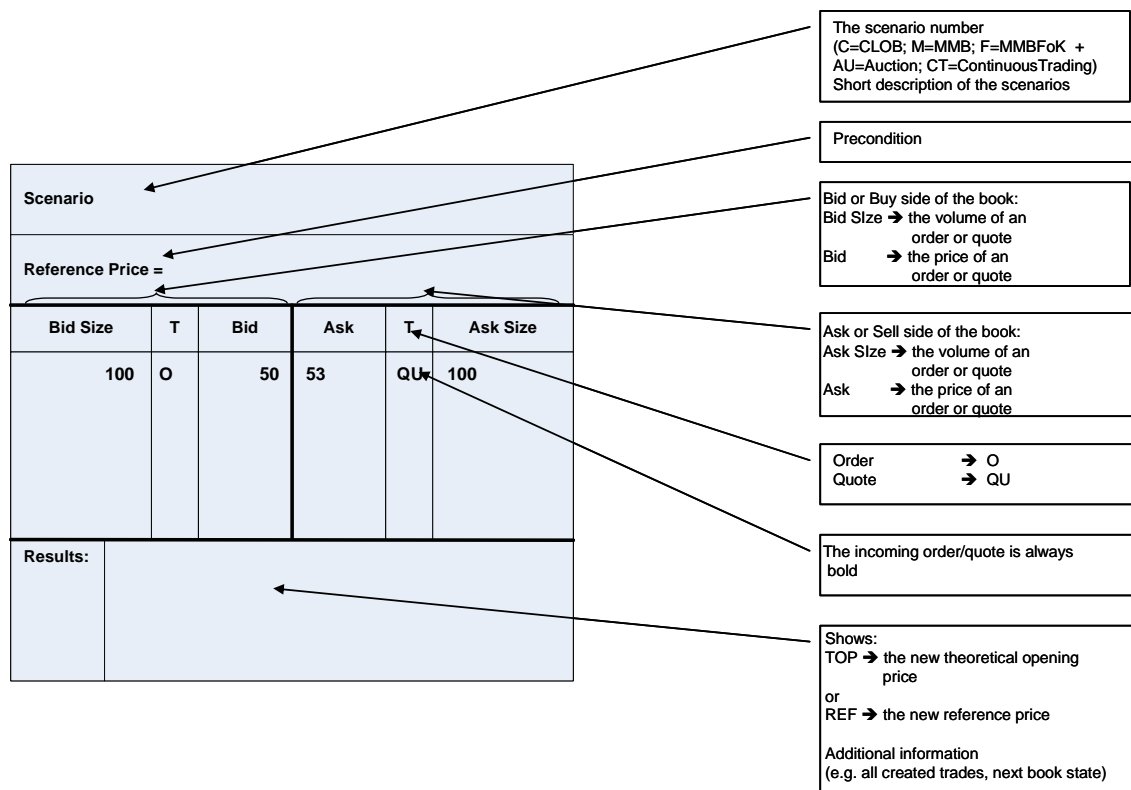 The scenario number
(C=CLOB; M=MMB; F=MMBFoK +
AU=Auction; CT=ContinuousTrading)
Short description of the scenarios
Precondition
Scenario
Reference Price =
Bid Size T Bid Ask T Ask Size
100 O 50 53 QU 100
Results:
Bid or Buy side of the book:
Bid SIze ➔ the volume of an
order or quote
Bid ➔ the price of an
order or quote
Ask or Sell side of the book:
Ask SIze ➔ the volume of an
order or quote
Ask ➔ the price of an
order or quote
Order ➔ O
Quote ➔ QU
The incoming order/quote is always
bold
Shows:
TOP ➔ the new theoretical opening
price
or
REF ➔ the new reference price
Additional information
(e.g. all created trades, next book state)